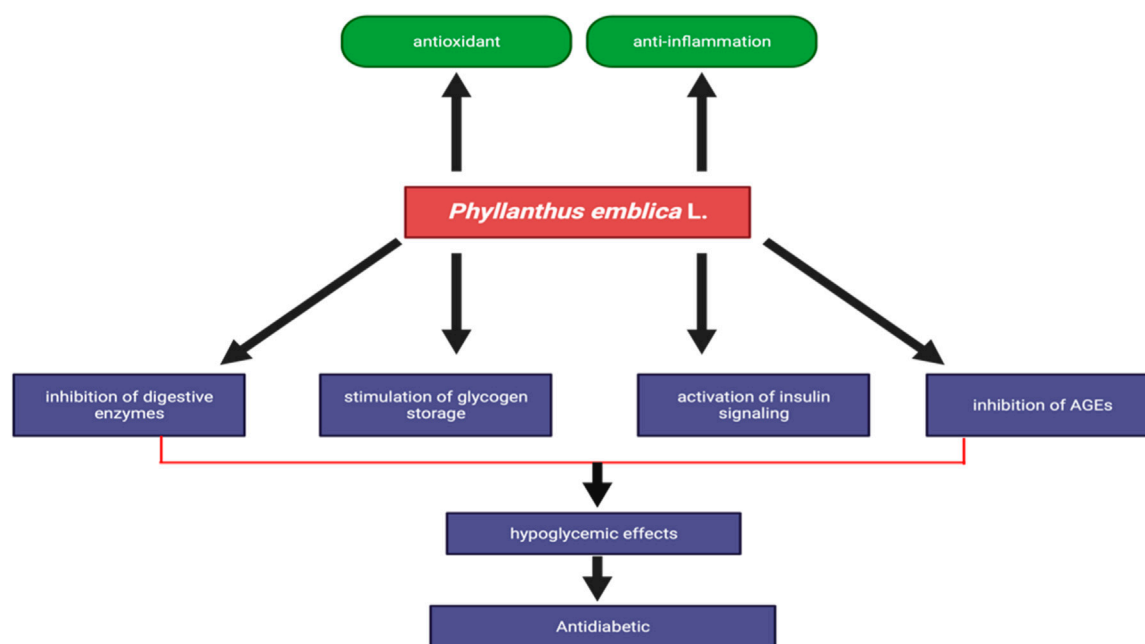 antioxidant
anti-inflammation
Phyllanthus emblica L.
inhibition of digestive
enzymes
stimulation of glycogen
storage
activation of insulin
signaling
inhibition of AGEs
hypoglycemic effects
Antidiabetic